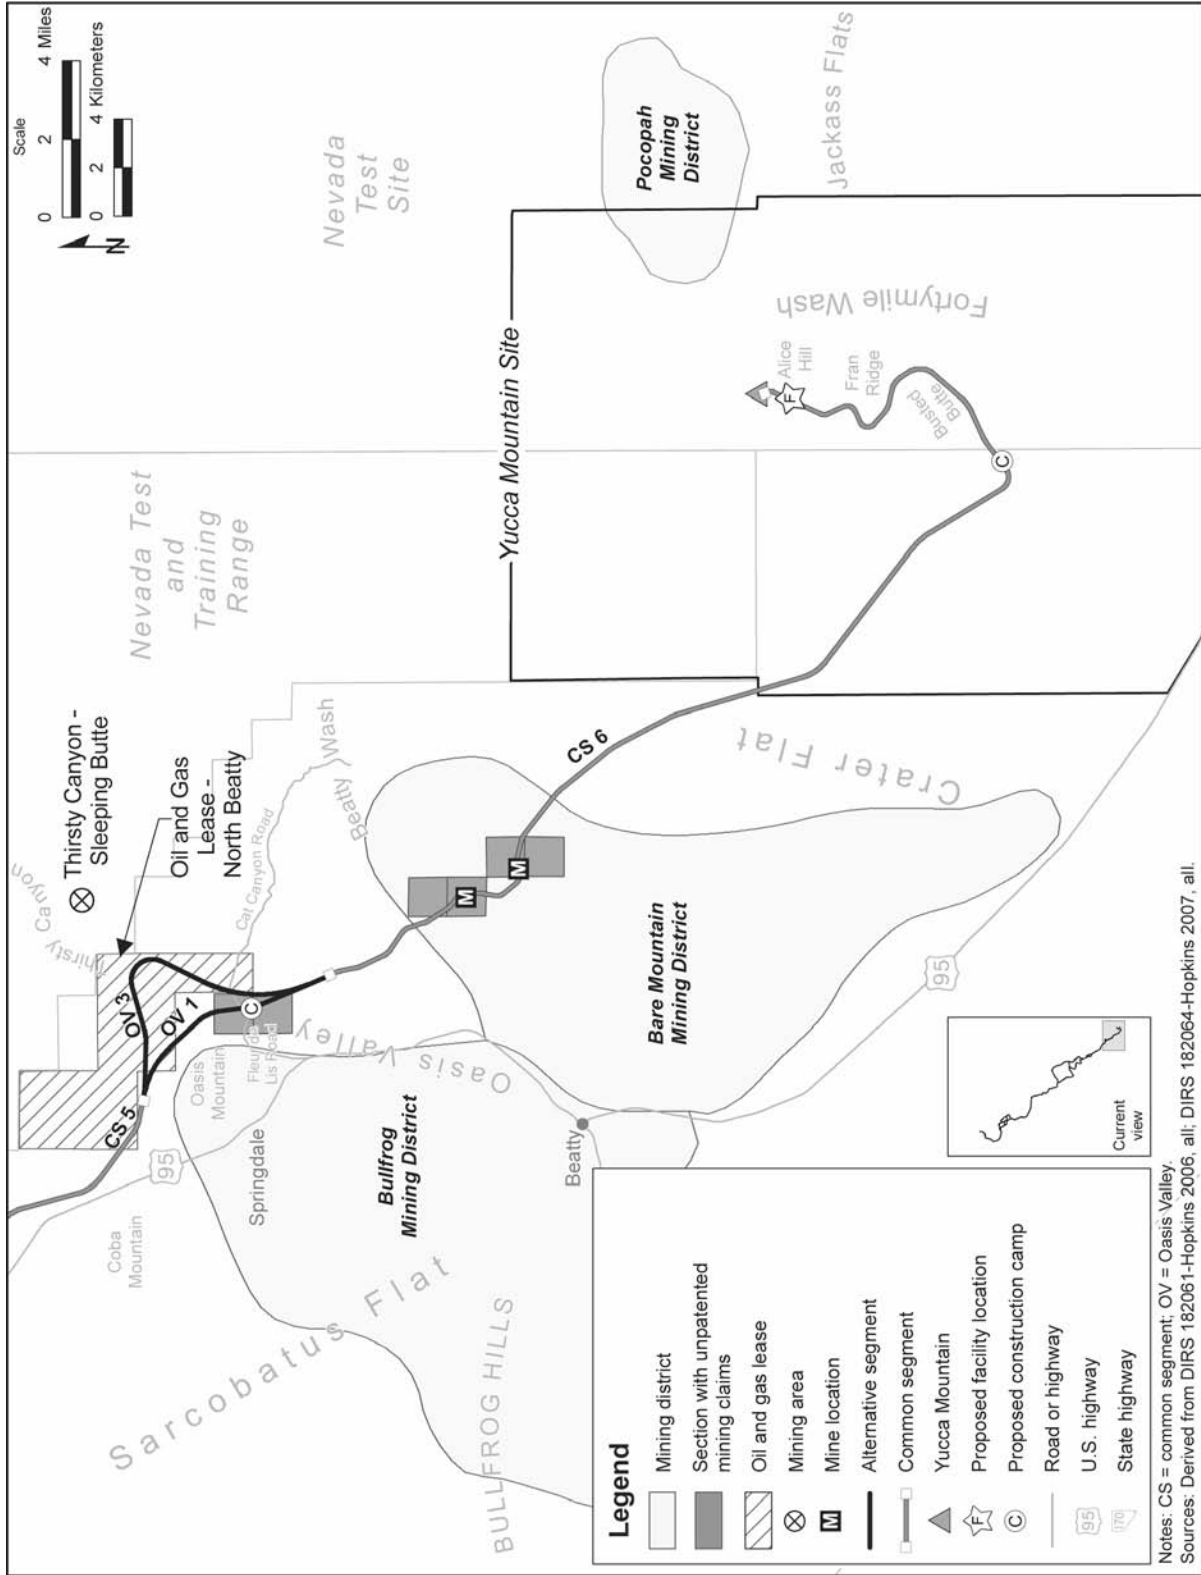 Scale
0 2 4 Miles
0 2 4 Kilometers
N
Thirsty Canyon
Thirsty Canyon -
Sleeping Butte
Oil and Gas
Lease -
North Beatty
Nevada Test
and
Training
Range
Nevada
Test
Site
CS 5
OV 3
OV 1
95
Coba
Mountain
Oasis
Mountain
Cat Canyon Road
C
Fleur de
Lis Road
Springdale
Oasis Valley
Beatty Wash
Sarcobatus Flat
Bullfrog
Mining District
M
M
CS 6
Yucca Mountain Site
BULLFROG HILLS
Beatty
Bare Mountain
Mining District
Crater Flat
95
Pocopah
Mining
District
Jackass Flats
Fortymile Wash
F
Alice
Hill
Fran
Ridge
Busted
Butte
C
Legend
Mining district
Section with unpatented
mining claims
Oil and gas lease
Mining area
M Mine location
Alternative segment
Common segment
Yucca Mountain
F Proposed facility location
C Proposed construction camp
Road or highway
95 U.S. highway
170 State highway
Current
view
Notes: CS = common segment; OV = Oasis Valley.
Sources: Derived from DIRS 182061-Hopkins 2006, all; DIRS 182064-Hopkins 2007, all.